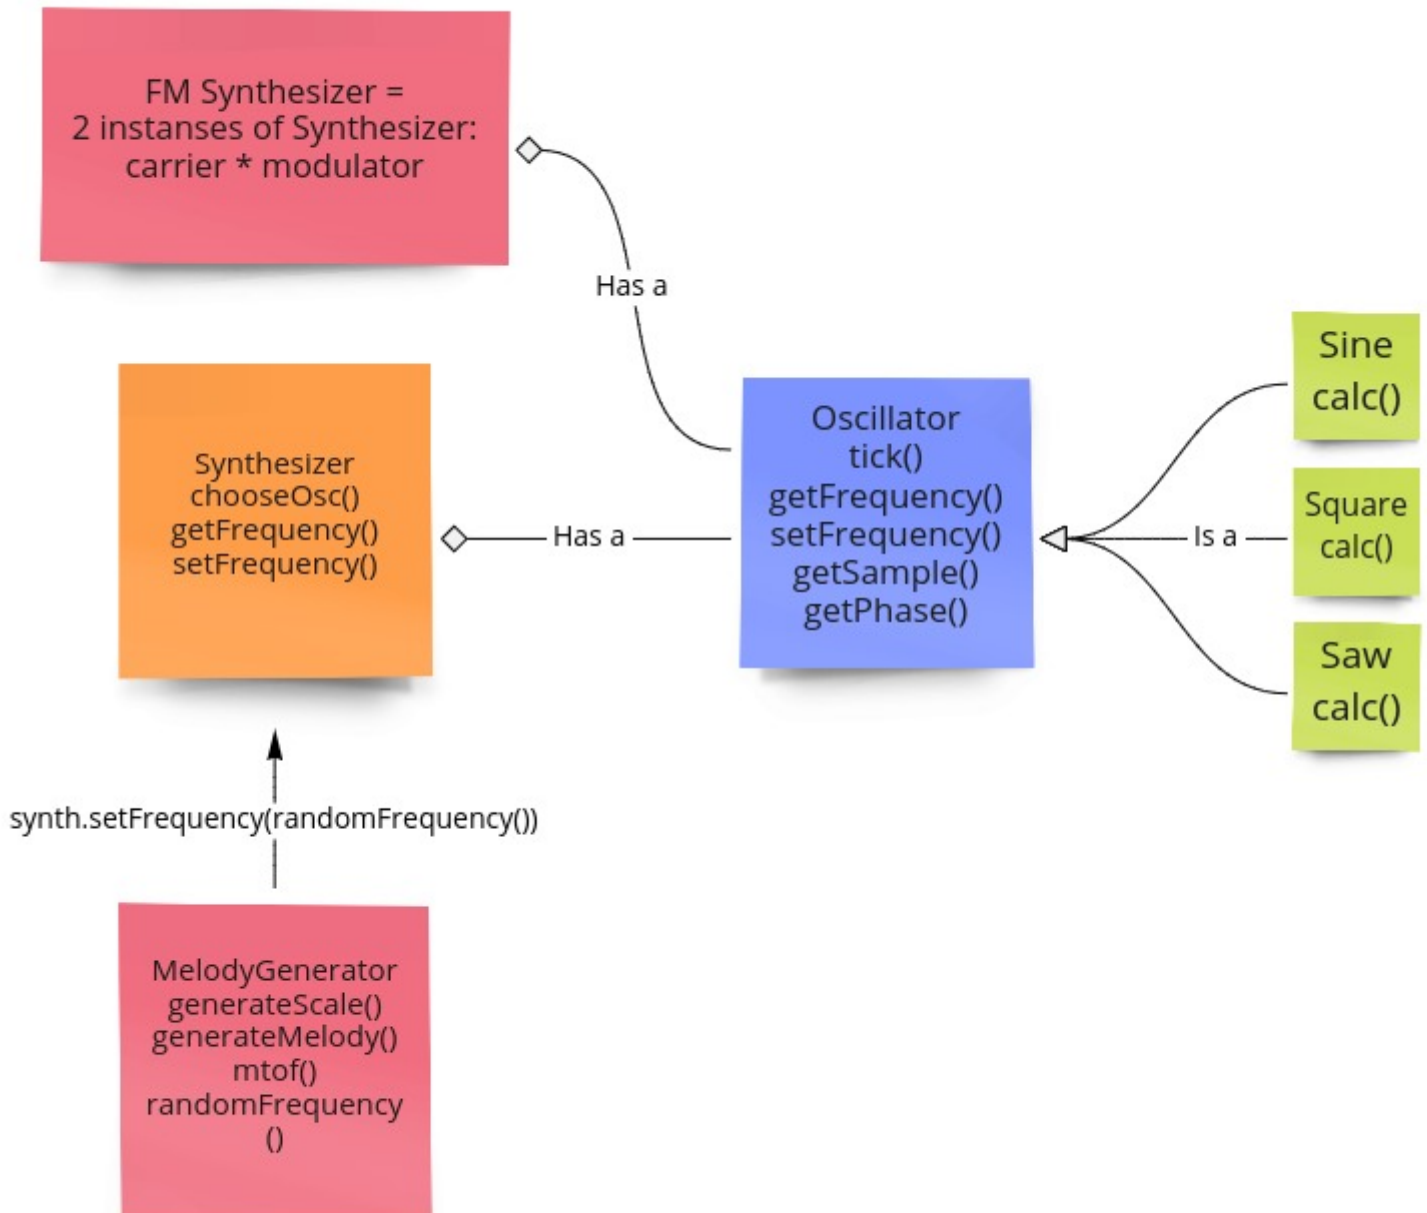 FM Synthesizer =
2 instanses of Synthesizer:
carrier * modulator
Has a
Synthesizer
chooseOsc()
getFrequency()
setFrequency()
Has a
Oscillator
tick()
getFrequency()
setFrequency()
getSample()
getPhase()
Is a
Sine
calc()
Square
calc()
Saw
calc()
synth.setFrequency(randomFrequency())
MelodyGenerator
generateScale()
generateMelody()
mtof()
randomFrequency
()